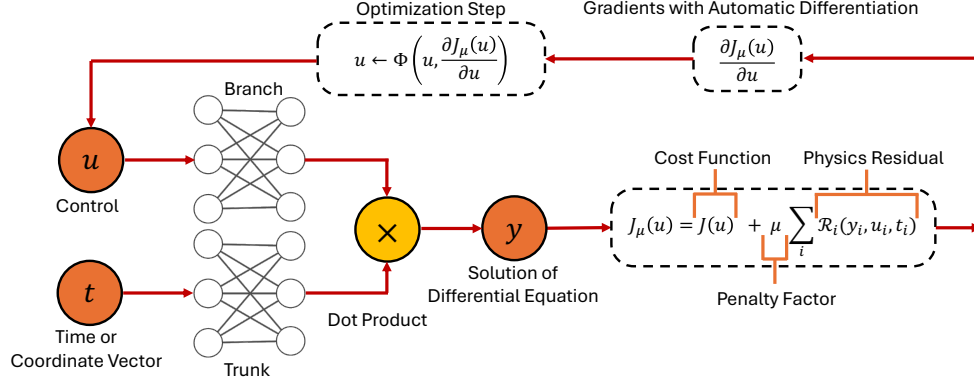 Optimization Step
Gradients with Automatic Differentiation
u ← Φ(u, ∂J_μ(u)/∂u)
∂J_μ(u)/∂u
Branch
u
Control
Cost Function
Physics Residual
×
y
J_μ(u) = J(u) + μ ∑_i ℛ_i(y_i, u_i, t_i)
Solution of
Differential Equation
Penalty Factor
t
Dot Product
Time or
Coordinate Vector
Trunk